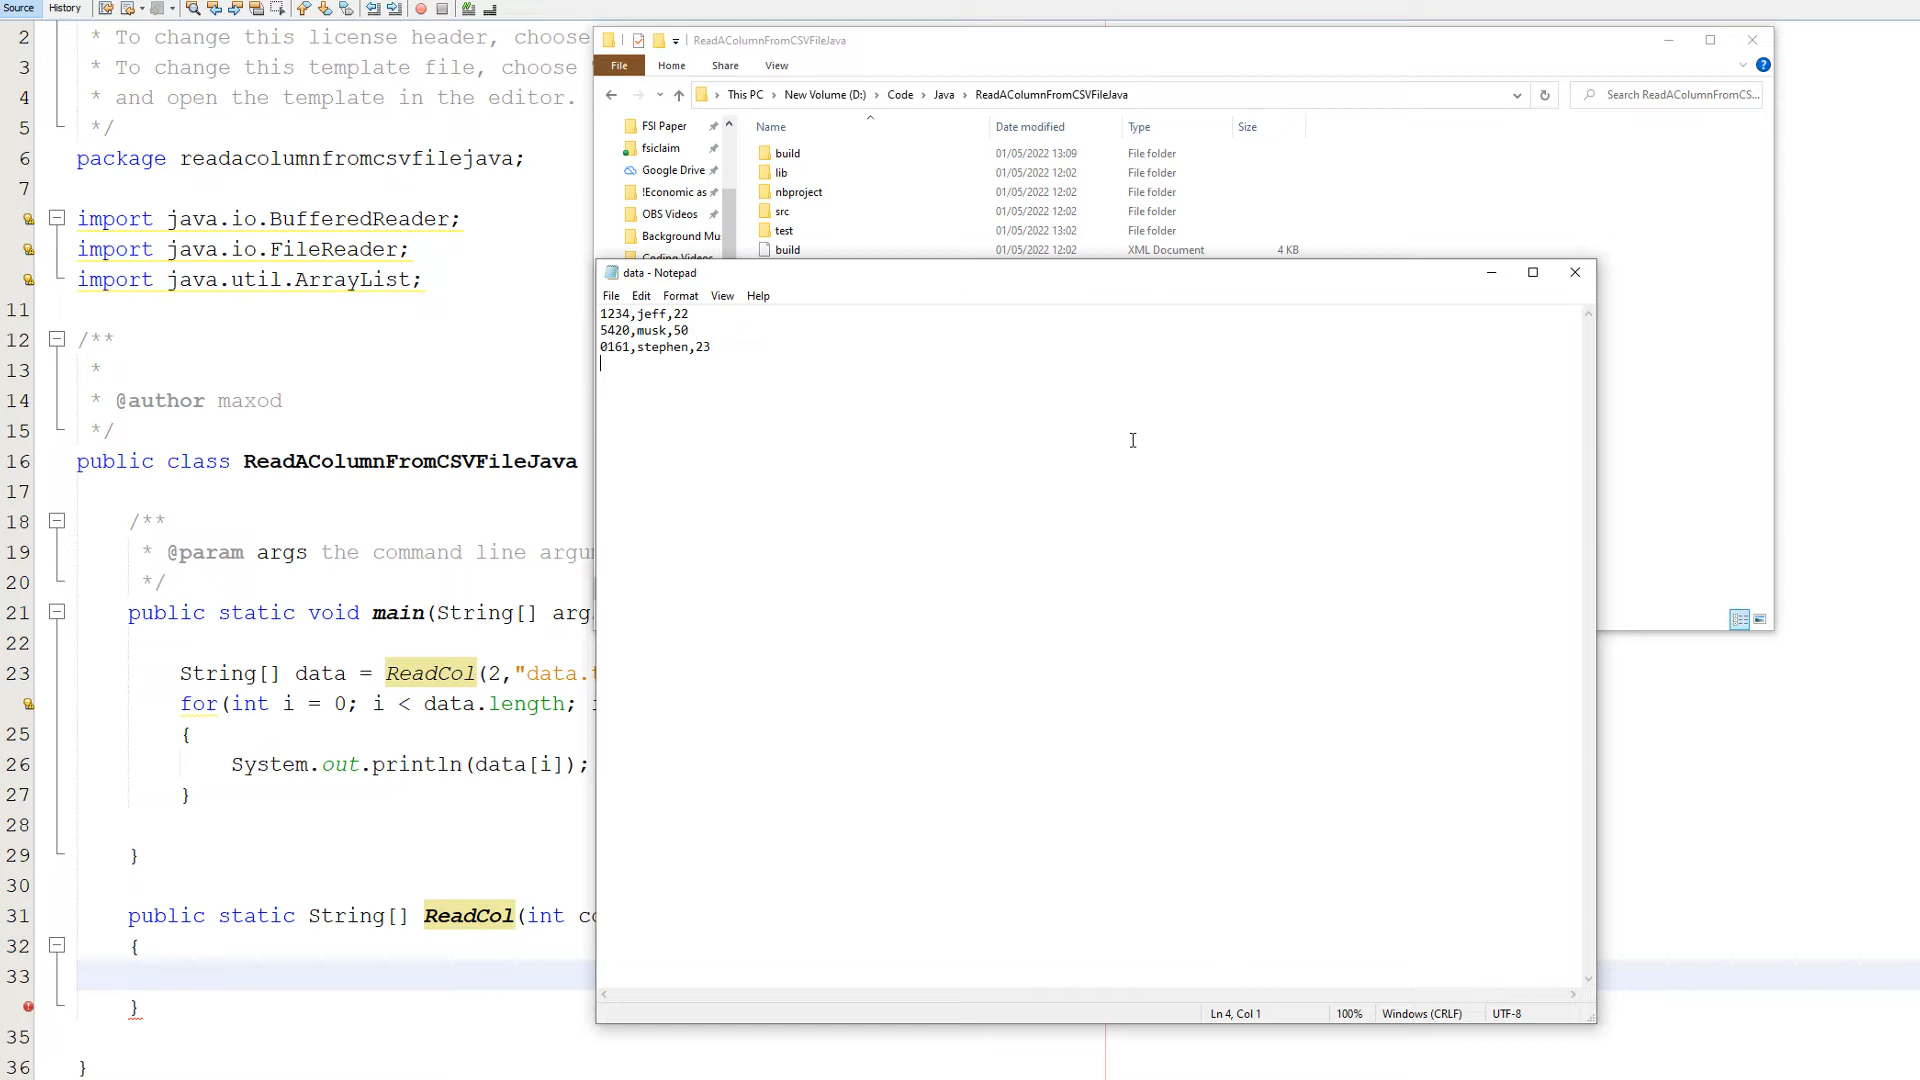 Source History
2 * To change this license header, choose
3 * To change this template file, choose
4 * and open the template in the editor.
5 */
6 package readacolumnfromcsvfilejava;
7
import java.io.BufferedReader;
import java.io.FileReader;
import java.util.ArrayList;
11
12 /**
13 *
14 * @author maxod
15 */
16 public class ReadAColumnFromCSVFileJava
17
18 /**
19 * @param args the command line argu
20 */
21 public static void main(String[] arg
22
23 String[] data = ReadCol(2,"data.t
for(int i = 0; i < data.length; i
25 {
26 System.out.println(data[i]);
27 }
28
29 }
30
31 public static String[] ReadCol(int co
32 {
33
}
35
36 }
ReadAColumnFromCSVFileJava
File Home Share View
This PC > New Volume (D:) > Code > Java > ReadAColumnFromCSVFileJava
Search ReadAColumnFromCS...
FSI Paper
fsiclaim
Google Drive
!Economic as
OBS Videos
Background Mu
Name Date modified Type Size
build 01/05/2022 13:09 File folder
lib 01/05/2022 12:02 File folder
nbproject 01/05/2022 12:02 File folder
src 01/05/2022 12:02 File folder
test 01/05/2022 13:02 File folder
build 01/05/2022 12:02 XML Document 4 KB
data - Notepad
File Edit Format View Help
1234,jeff,22
5420,musk,50
0161,stephen,23
Ln 4, Col 1 100% Windows (CRLF) UTF-8